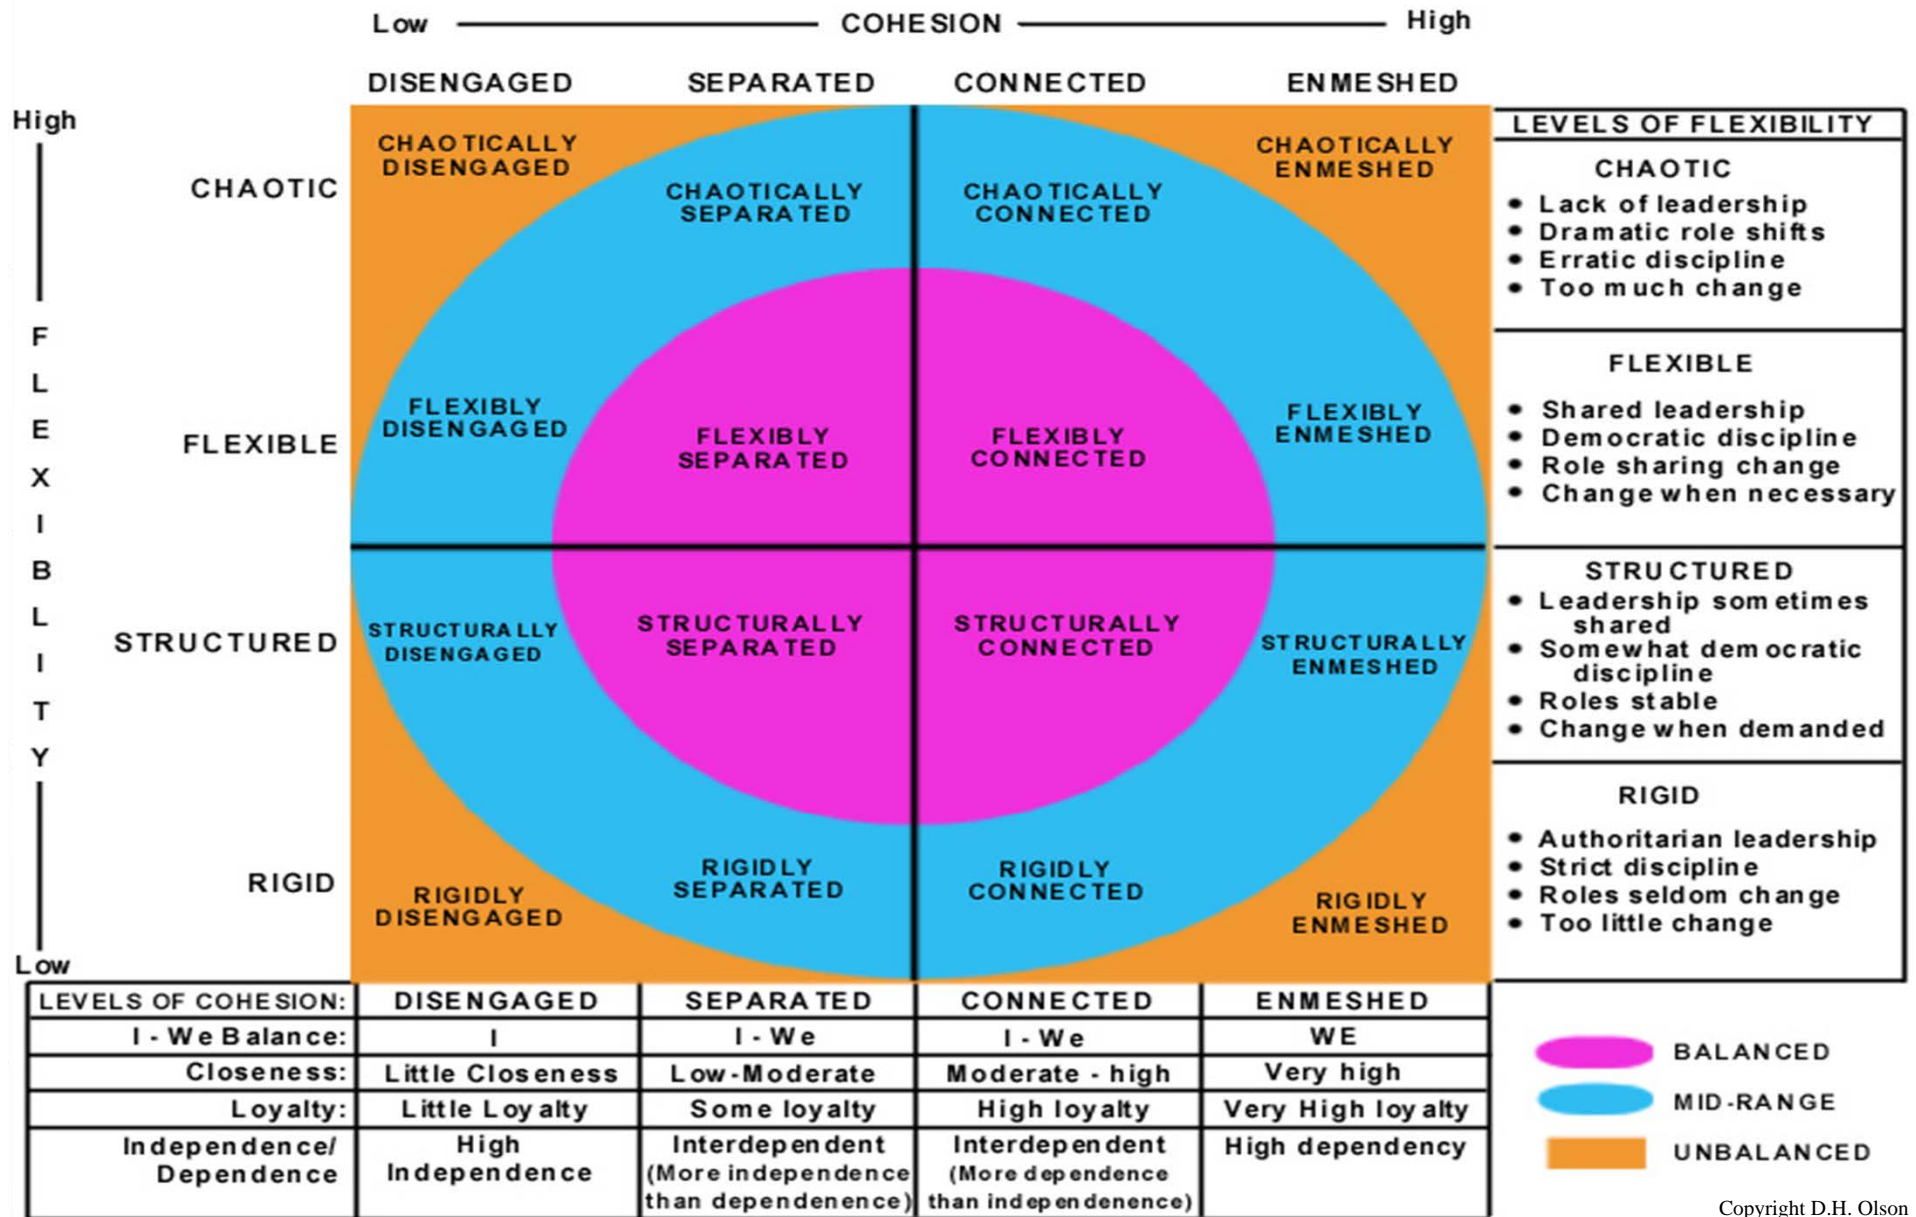 Low COHESION High
DISENGAGED SEPARATED CONNECTED ENMESHED
High
FLEXIBLITY
Low
CHAOTIC
FLEXIBLE
STRUCTURED
RIGID
CHAOTICALLY
DISENGAGED
CHAOTICALLY
SEPARATED
CHAOTICALLY
CONNECTED
CHAOTICALLY
ENMESHED
FLEXIBLY
DISENGAGED
FLEXIBLY
SEPARATED
FLEXIBLY
CONNECTED
FLEXIBLY
ENMESHED
STRUCTURALLY
DISENGAGED
STRUCTURALLY
SEPARATED
STRUCTURALLY
CONNECTED
STRUCTURALLY
ENMESHED
RIGIDLY
DISENGAGED
RIGIDLY
SEPARATED
RIGIDLY
CONNECTED
RIGIDLY
ENMESHED
LEVELS OF FLEXIBILITY
CHAOTIC
• Lack of leadership
• Dramatic role shifts
• Erratic discipline
• Too much change
FLEXIBLE
• Shared leadership
• Democratic discipline
• Role sharing change
• Change when necessary
STRUCTURED
• Leadership sometimes
shared
• Somewhat democratic
discipline
• Roles stable
• Change when demanded
RIGID
• Authoritarian leadership
• Strict discipline
• Roles seldom change
• Too little change
LEVELS OF COHESION: DISENGAGED SEPARATED CONNECTED ENMESHED
I - We Balance: I I - We I - We WE
Closeness: Little Closeness Low-Moderate Moderate - high Very high
Loyalty: Little Loyalty Some loyalty High loyalty Very High loyalty
Independence/
Dependence
High
Independence
Interdependent
(More independence
than dependenence)
Interdependent
(More dependence
than independenence)
High dependency
BALANCED
MID-RANGE
UNBALANCED
Copyright D.H. Olson